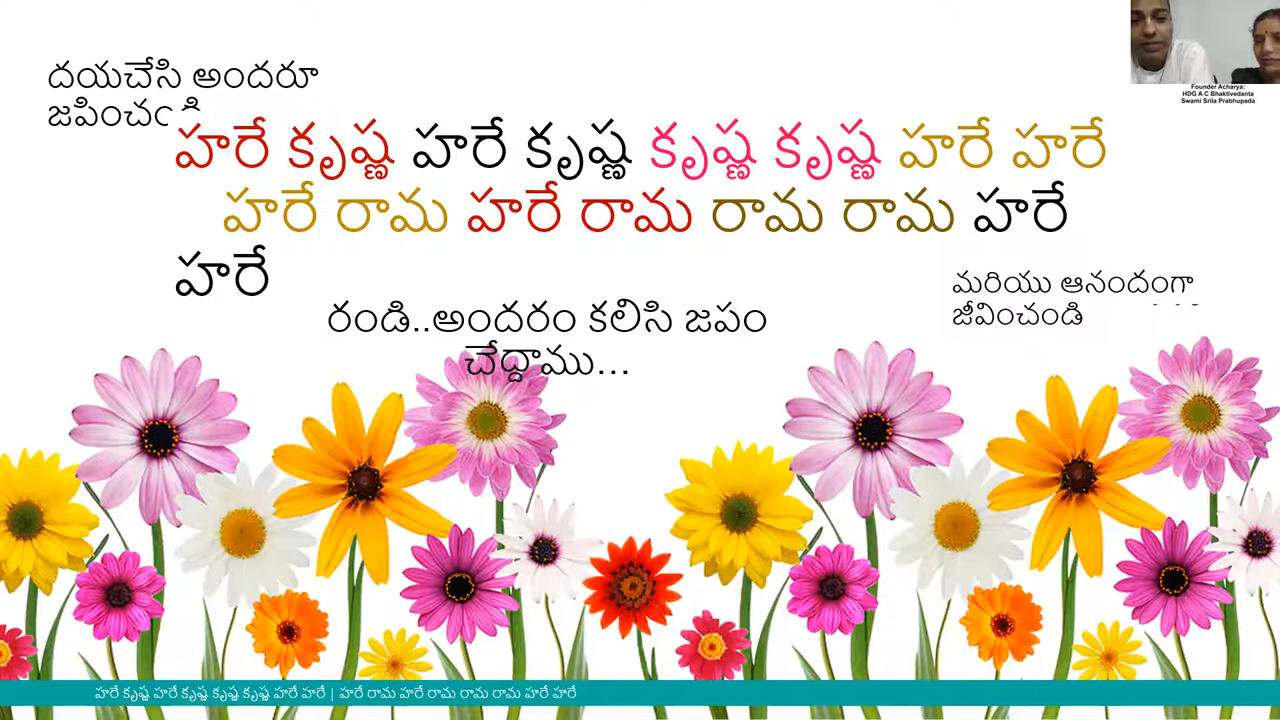 దయచేసి అందరూ
జపించండి
హరే కృష్ణ హరే కృష్ణ కృష్ణ కృష్ణ హరే హరే
హరే రామ హరే రామ రామ రామ హరే
హరే
మరియు ఆనందంగా
జీవించండి
రండి..అందరం కలిసి జపం
చేద్దాము...
Founder Acharya:
HDG A C Bhaktivedanta
Swami Srila Prabhupada
హరే కృష్ణ హరే కృష్ణ కృష్ణ కృష్ణ హరే హరే | హరే రామ హరే రామ రామ రామ హరే హరే